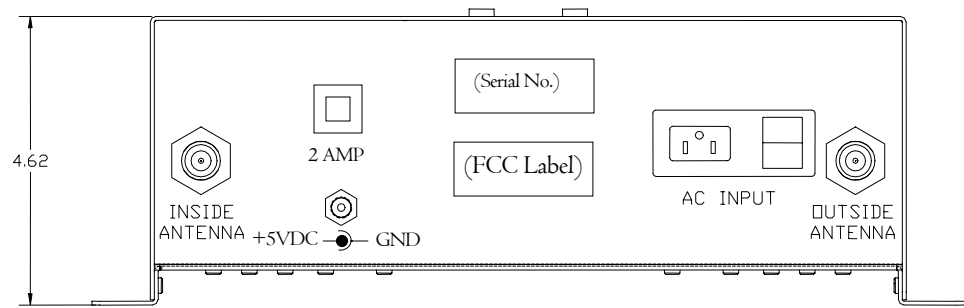 (Serial No.)
4.62
2 AMP
(FCC Label)
AC INPUT
INSIDE
ANTENNA
OUTSIDE
ANTENNA
+5VDC GND